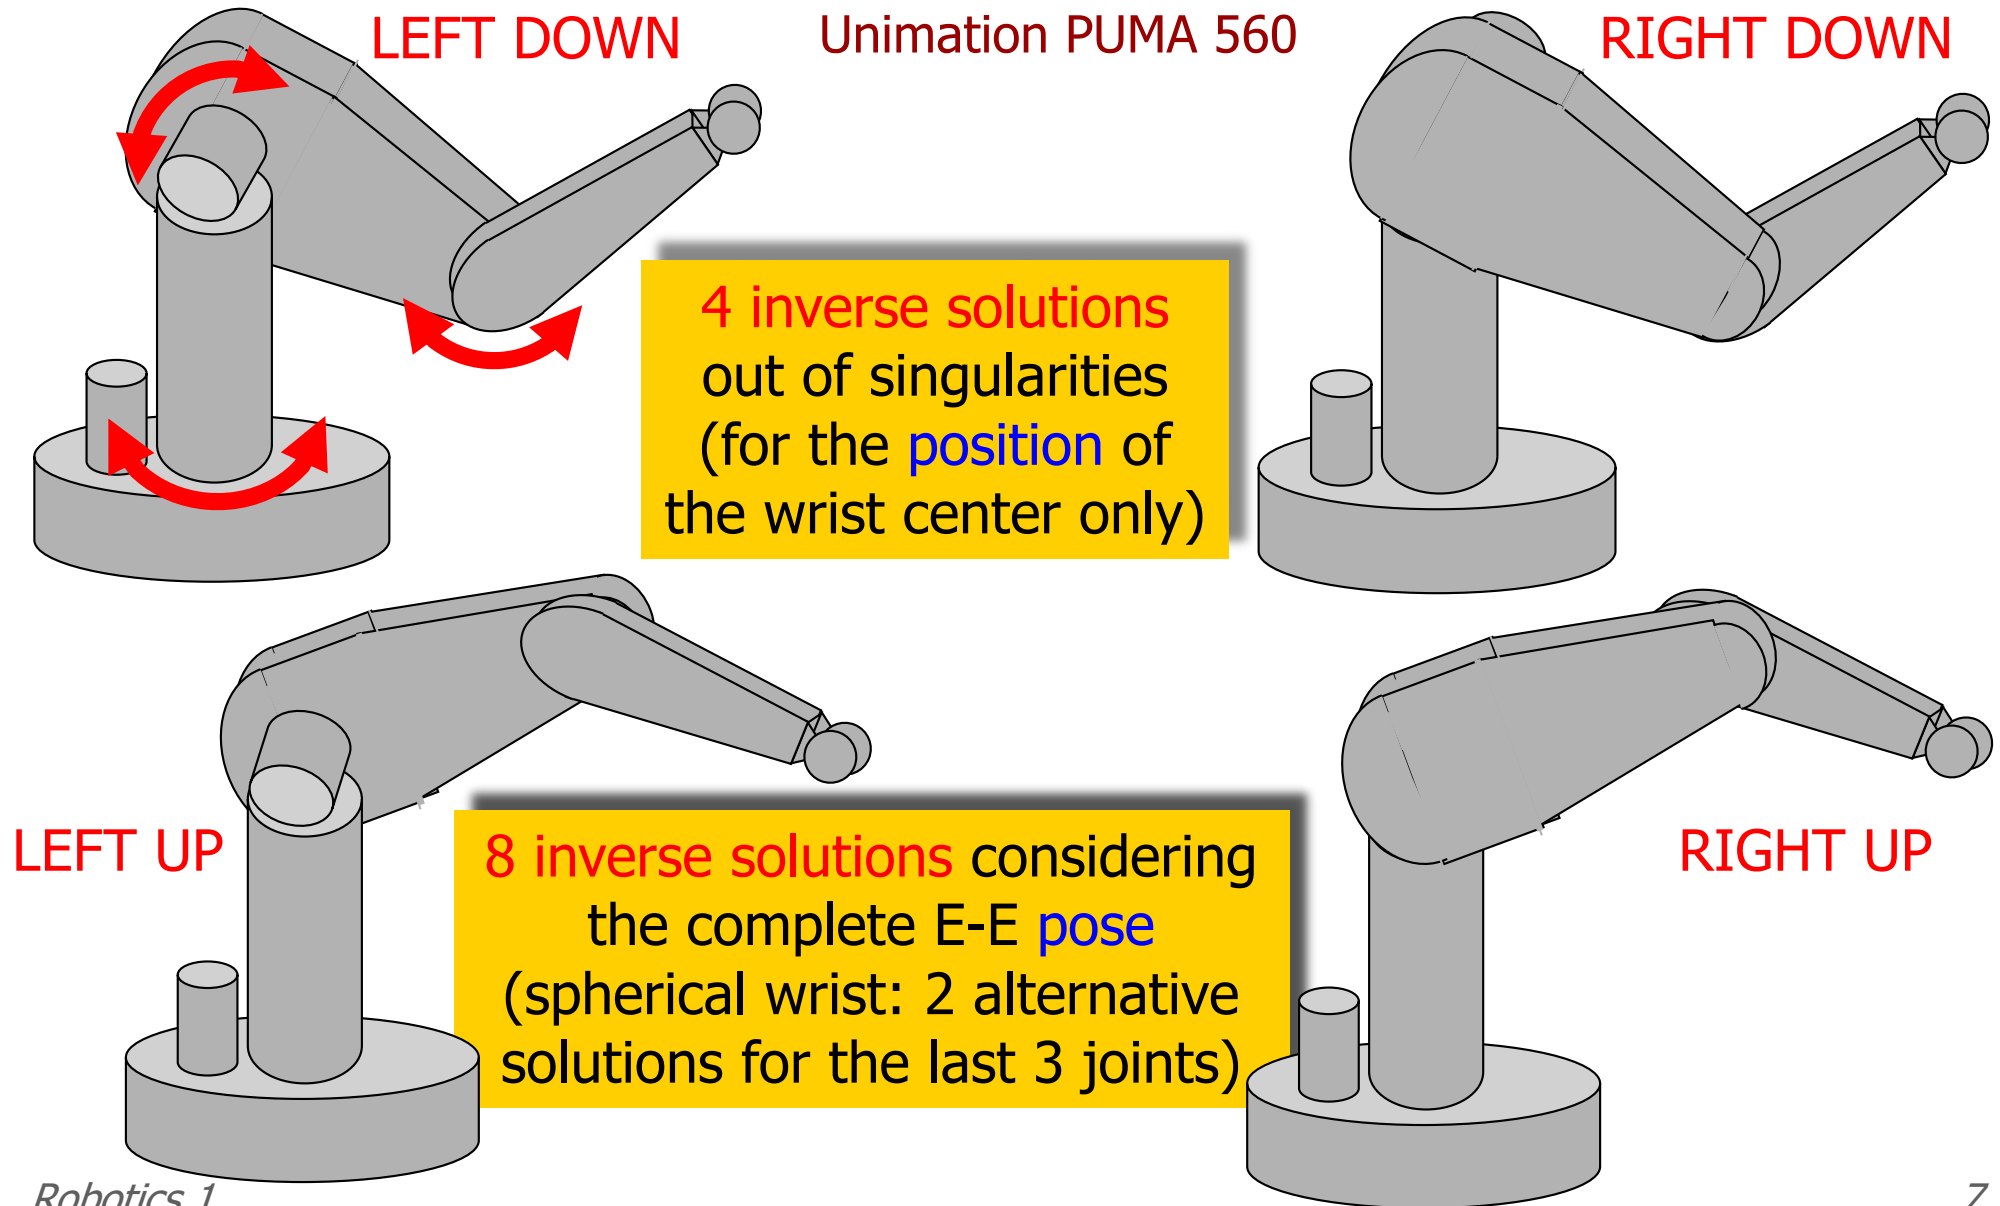 LEFT DOWN
Unimation PUMA 560
RIGHT DOWN
4 inverse solutions
out of singularities
(for the position of
the wrist center only)
LEFT UP
8 inverse solutions considering
the complete E-E pose
(spherical wrist: 2 alternative
solutions for the last 3 joints)
RIGHT UP
Robotics 1
7